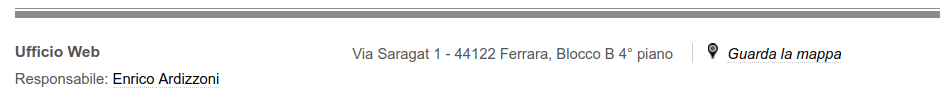 Ufficio Web
Via Saragat 1 - 44122 Ferrara, Blocco B 4° piano
Guarda la mappa
Responsabile: Enrico Ardizzoni